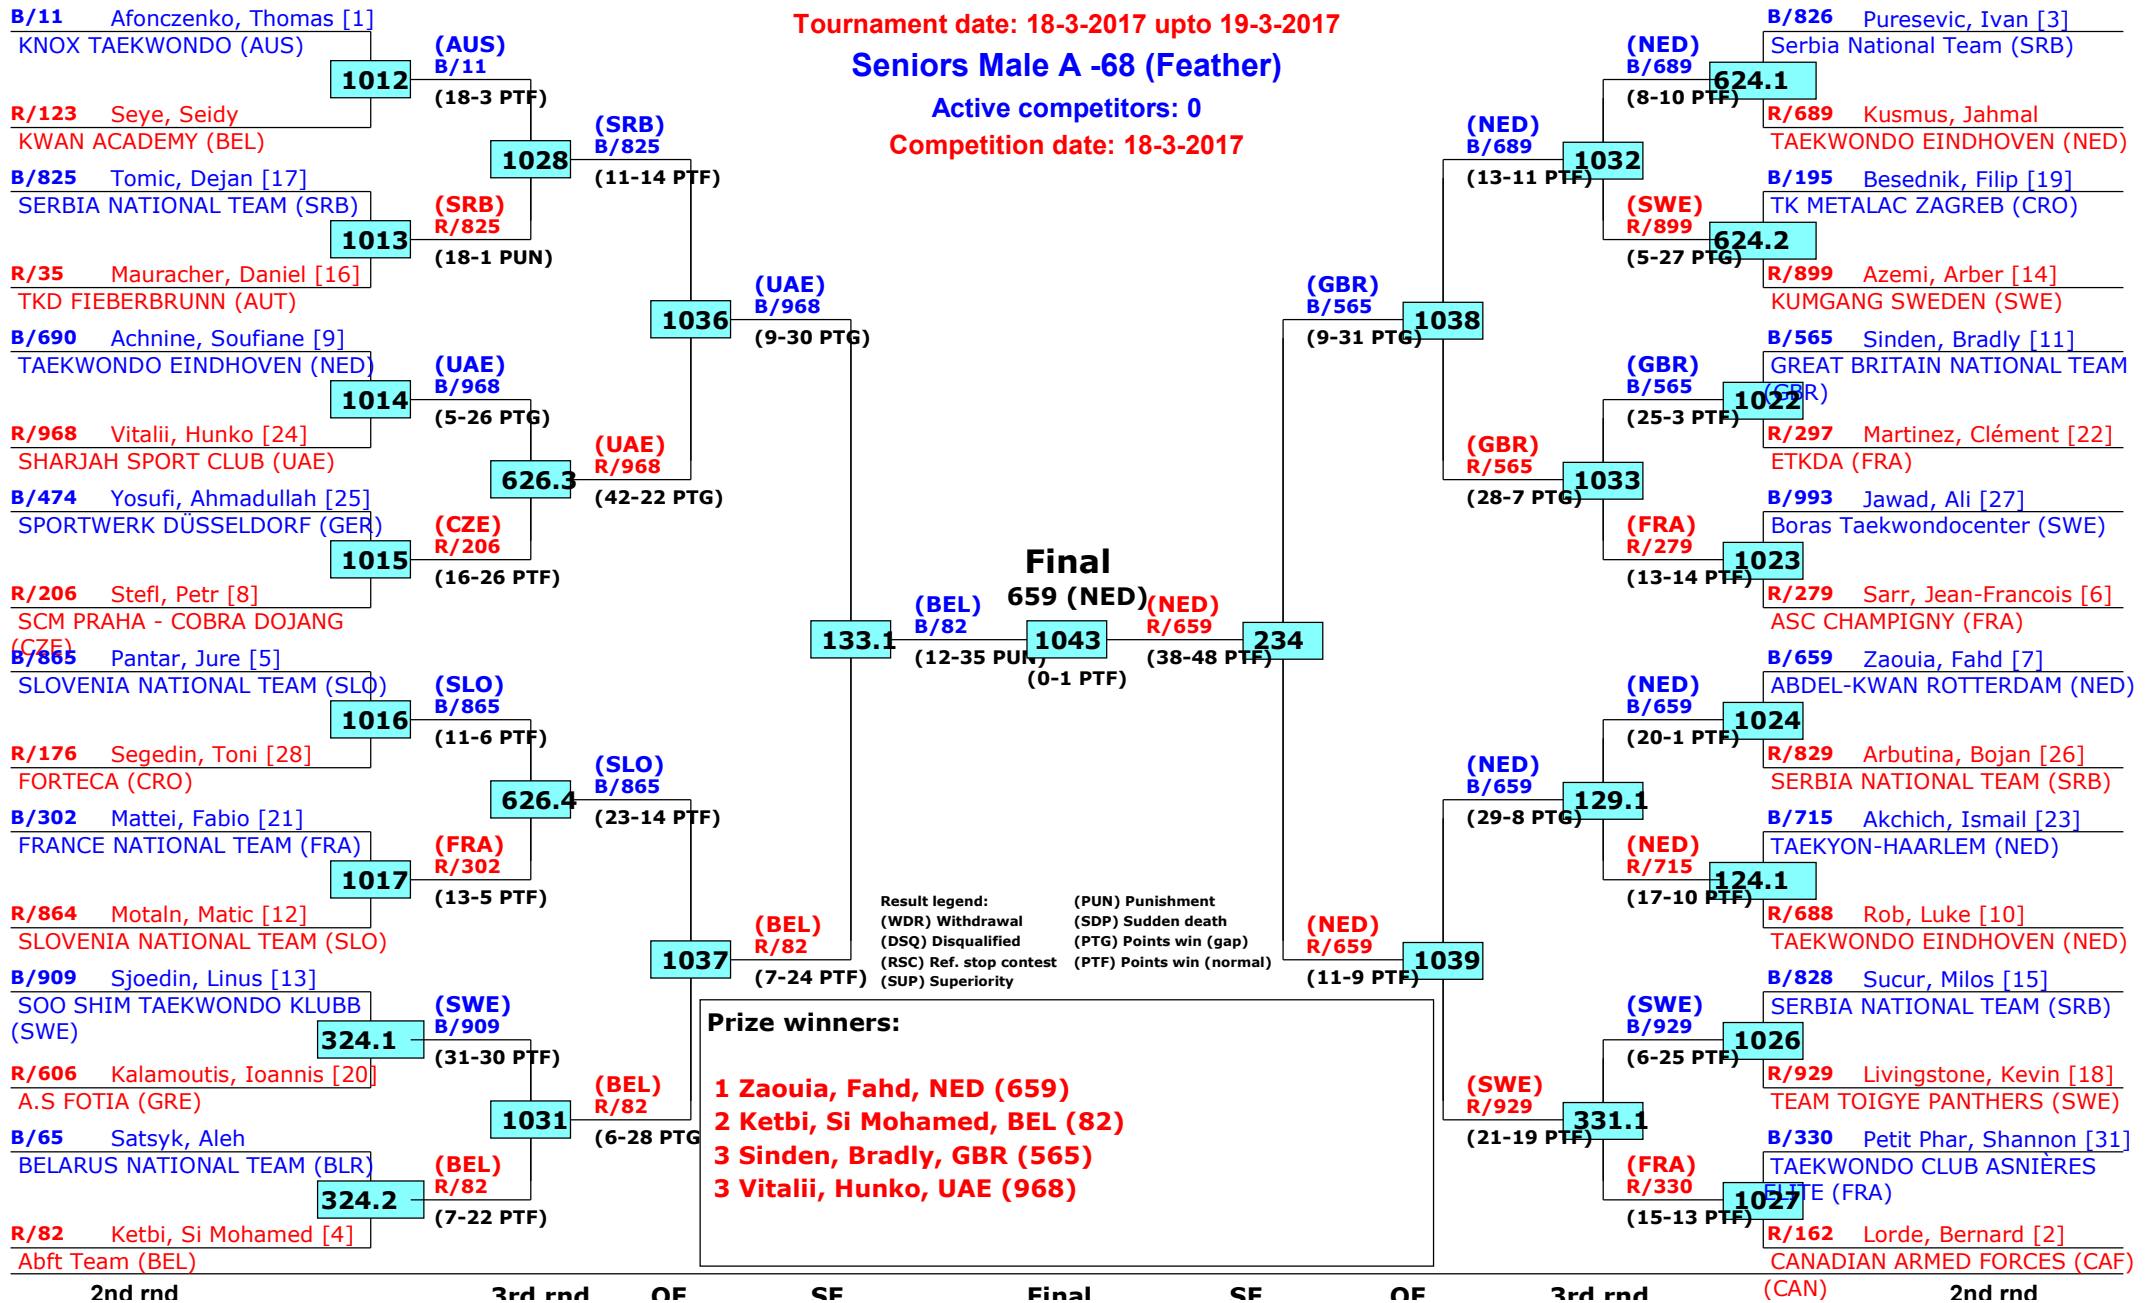 Tournament date: 18-3-2017 upto 19-3-2017
Seniors Male A -68 (Feather)
Active competitors: 0
Competition date: 18-3-2017
B/11 Afonczenko, Thomas [1]
KNOX TAEKWONDO (AUS)
1012
R/123 Seye, Seidy
KWAN ACADEMY (BEL)
B/825 Tomic, Dejan [17]
SERBIA NATIONAL TEAM (SRB)
1013
R/35 Mauracher, Daniel [16]
TKD FIEBERBRUNN (AUT)
B/690 Achnine, Soufiane [9]
TAEKWONDO EINDHOVEN (NED)
1014
R/968 Vitalii, Hunko [24]
SHARJAH SPORT CLUB (UAE)
B/474 Yosufi, Ahmadullah [25]
SPORTWERK DÜSSELDORF (GER)
1015
R/206 Stefl, Petr [8]
SCM PRAHA - COBRA DOJANG
(CZE)
B/865 Pantar, Jure [5]
SLOVENIA NATIONAL TEAM (SLO)
1016
R/176 Segedin, Toni [28]
FORTECA (CRO)
B/302 Mattei, Fabio [21]
FRANCE NATIONAL TEAM (FRA)
1017
R/864 Motaln, Matic [12]
SLOVENIA NATIONAL TEAM (SLO)
B/909 Sjoedin, Linus [13]
SOO SHIM TAEKWONDO KLUBB
(SWE)
324.1
R/606 Kalamoutis, Ioannis [20]
A.S FOTIA (GRE)
B/65 Satsyk, Aleh
BELARUS NATIONAL TEAM (BLR)
324.2
R/82 Ketbi, Si Mohamed [4]
Abft Team (BEL)
(AUS)
B/11
(18-3 PTF)
1028
(SRB)
R/825
(18-1 PUN)
(UAE)
B/968
(5-26 PTG)
626.3
(CZE)
R/206
(16-26 PTF)
(SLO)
B/865
(11-6 PTF)
626.4
(FRA)
R/302
(13-5 PTF)
(SWE)
B/909
(31-30 PTF)
1031
(BEL)
R/82
(7-22 PTF)
(SRB)
B/825
(11-14 PTF)
1036
(UAE)
R/968
(42-22 PTG)
(SLO)
B/865
(23-14 PTF)
1037
(BEL)
R/82
(6-28 PTG
(UAE)
B/968
(9-30 PTG)
133.1
(BEL)
R/82
(7-24 PTF)
(BEL)
B/82
(12-35 PUN)
Final
659 (NED)
1043
(0-1 PTF)
(NED)
R/659
(38-48 PTF)
234
(GBR)
B/565
(9-31 PTG)
1038
(NED)
R/659
(11-9 PTF)
1039
(NED)
B/689
(13-11 PTF)
1032
(GBR)
R/565
(28-7 PTG)
1033
(NED)
B/659
(29-8 PTG)
129.1
(SWE)
R/929
(21-19 PTF)
331.1
(NED)
B/689
(8-10 PTF)
624.1
(SWE)
R/899
(5-27 PTG)
624.2
(GBR)
B/565
(25-3 PTF)
1022
(FRA)
R/279
(13-14 PTF)
1023
(NED)
B/659
(20-1 PTF)
1024
(NED)
R/715
(17-10 PTF)
124.1
(SWE)
B/929
(6-25 PTF)
1026
(FRA)
R/330
(15-13 PTF)
1027
B/826 Puresevic, Ivan [3]
Serbia National Team (SRB)
R/689 Kusmus, Jahmal
TAEKWONDO EINDHOVEN (NED)
B/195 Besednik, Filip [19]
TK METALAC ZAGREB (CRO)
R/899 Azemi, Arber [14]
KUMGANG SWEDEN (SWE)
B/565 Sinden, Bradly [11]
GREAT BRITAIN NATIONAL TEAM
(GBR)
R/297 Martinez, Clément [22]
ETKDA (FRA)
B/993 Jawad, Ali [27]
Boras Taekwondocenter (SWE)
R/279 Sarr, Jean-Francois [6]
ASC CHAMPIGNY (FRA)
B/659 Zaouia, Fahd [7]
ABDEL-KWAN ROTTERDAM (NED)
R/829 Arbutina, Bojan [26]
SERBIA NATIONAL TEAM (SRB)
B/715 Akchich, Ismail [23]
TAEKYON-HAARLEM (NED)
R/688 Rob, Luke [10]
TAEKWONDO EINDHOVEN (NED)
B/828 Sucur, Milos [15]
SERBIA NATIONAL TEAM (SRB)
R/929 Livingstone, Kevin [18]
TEAM TOIGYE PANTHERS (SWE)
B/330 Petit Phar, Shannon [31]
TAEKWONDO CLUB ASNIÈRES
ELITE (FRA)
R/162 Lorde, Bernard [2]
CANADIAN ARMED FORCES (CAF)
(CAN)
Result legend: (PUN) Punishment
(WDR) Withdrawal (SDP) Sudden death
(DSQ) Disqualified (PTG) Points win (gap)
(RSC) Ref. stop contest (PTF) Points win (normal)
(SUP) Superiority
Prize winners:
1 Zaouia, Fahd, NED (659)
2 Ketbi, Si Mohamed, BEL (82)
3 Sinden, Bradly, GBR (565)
3 Vitalii, Hunko, UAE (968)
2nd rnd 3rd rnd QF SF Final SF QF 3rd rnd 2nd rnd